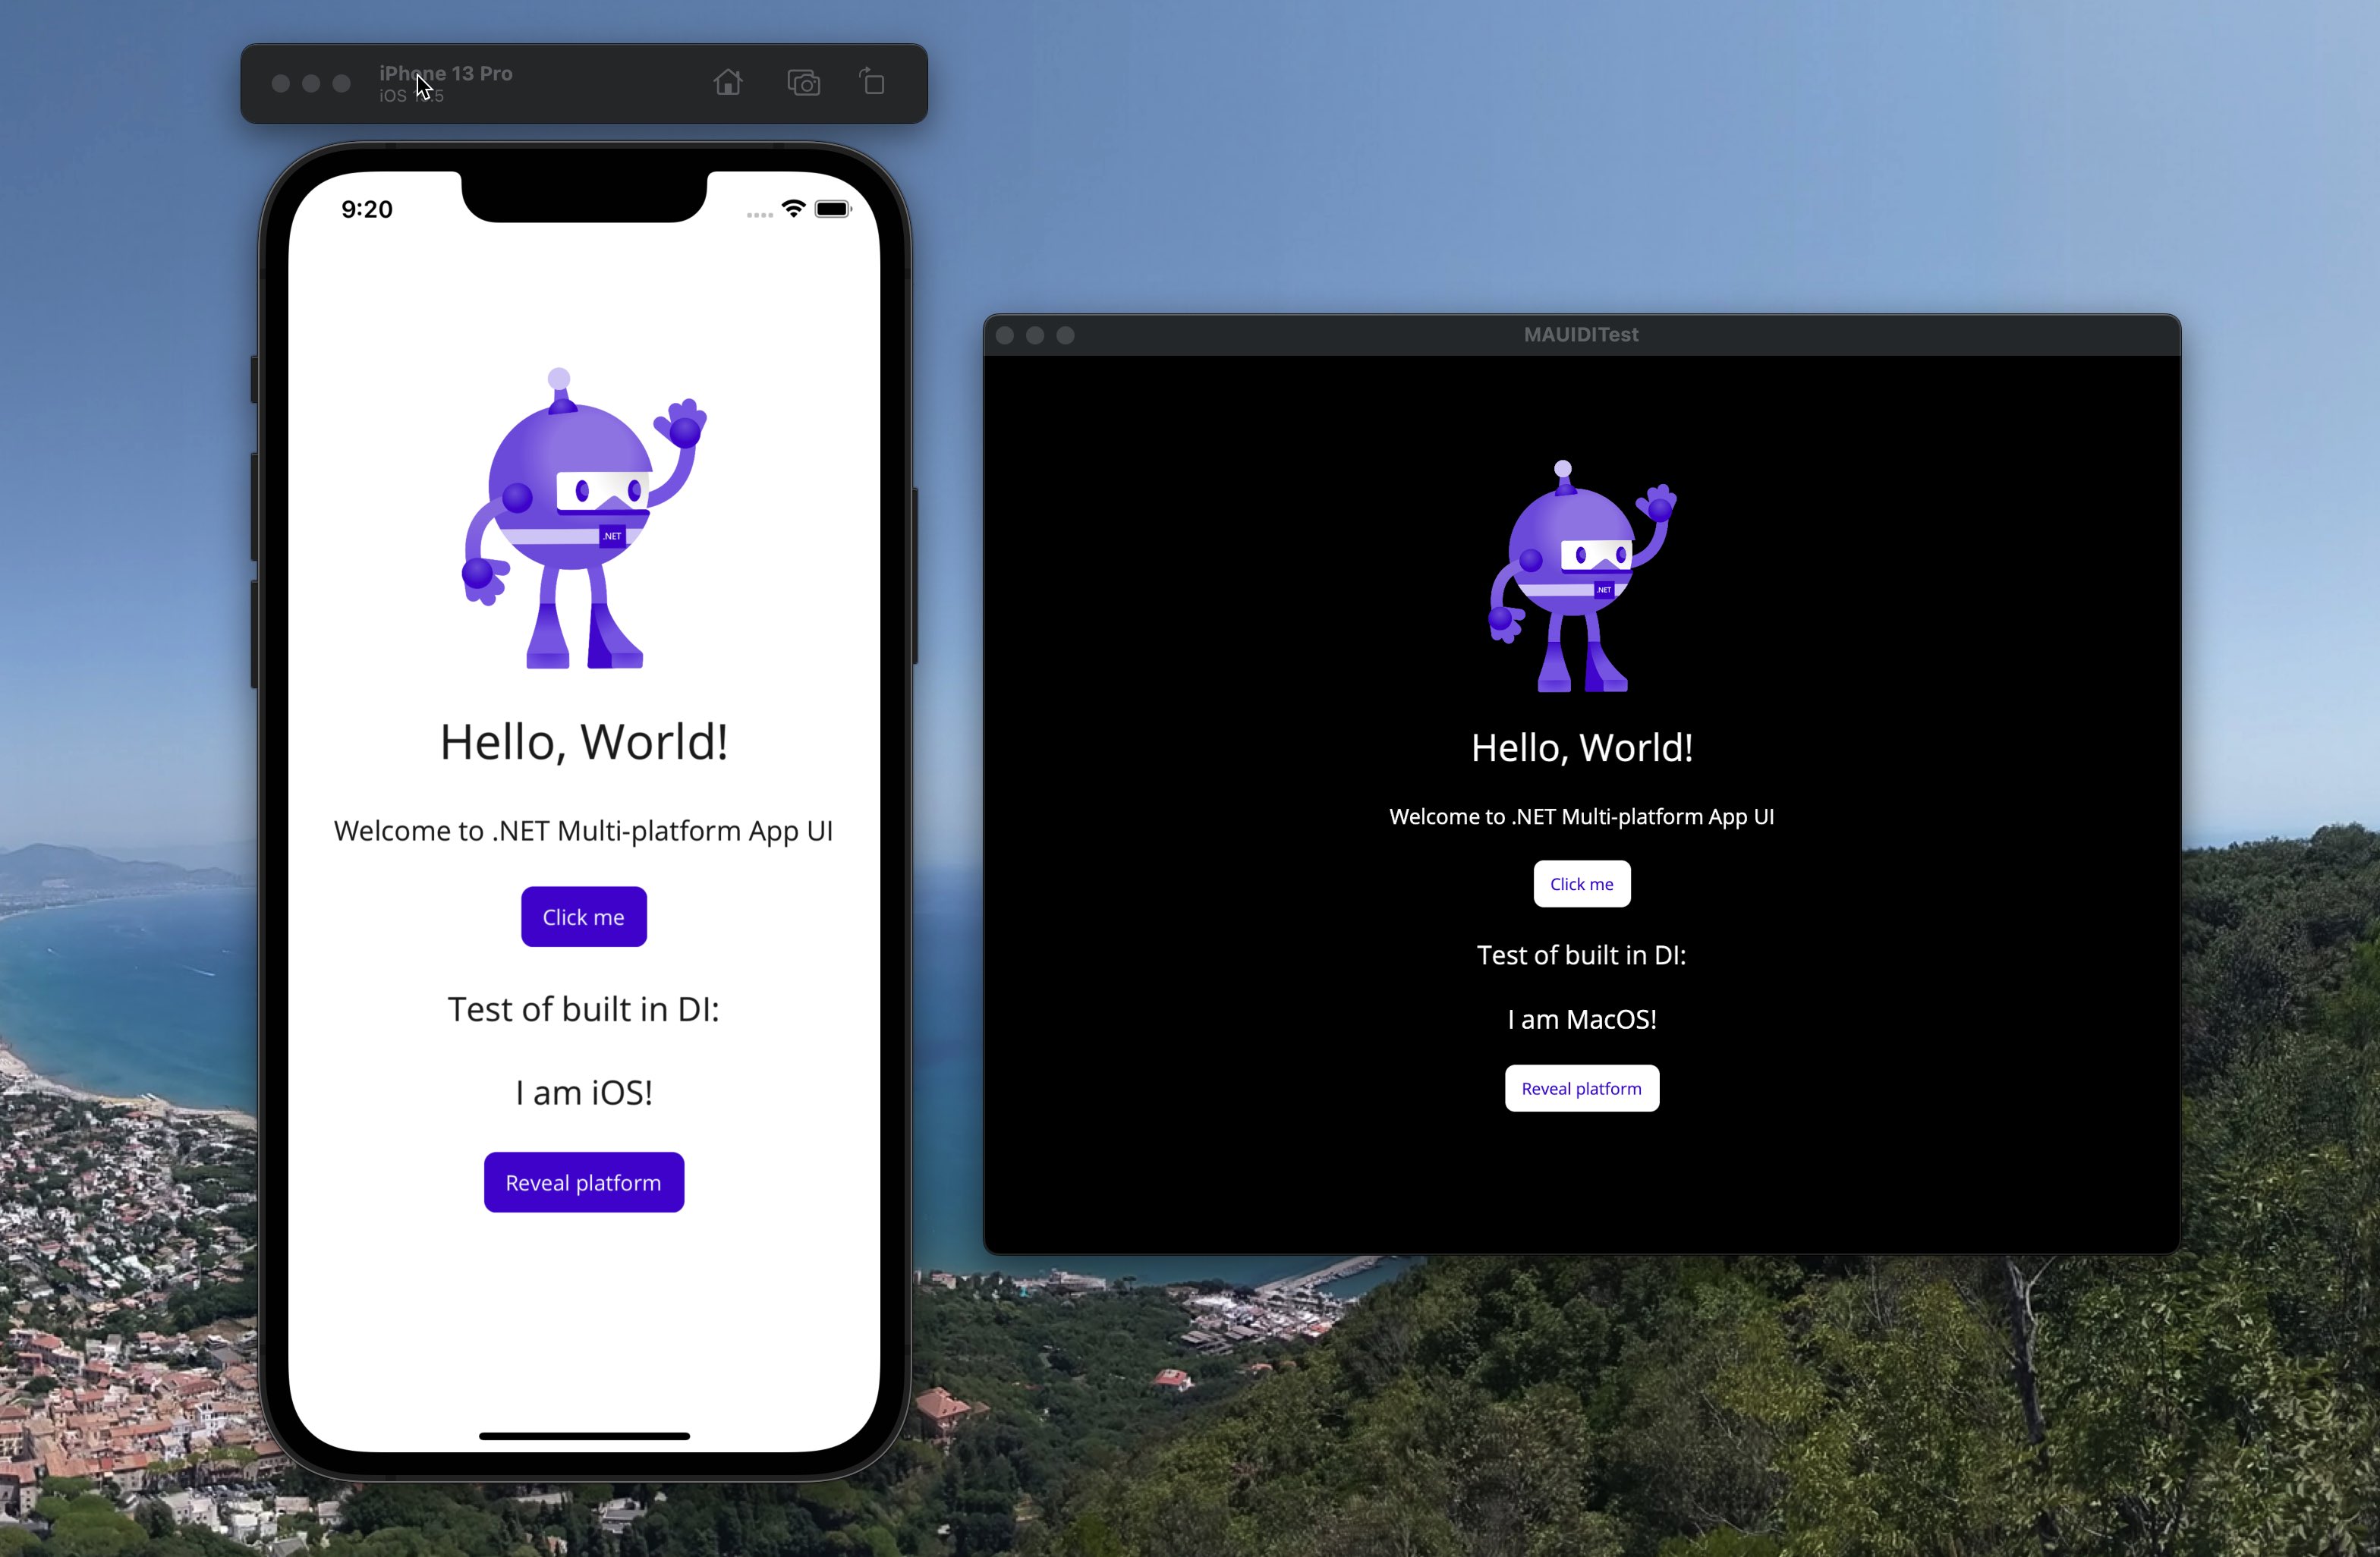 iPhone 13 Pro
iOS
9:20
.NET
Hello, World!
Welcome to .NET Multi-platform App UI
Click me
Test of built in DI:
I am iOS!
Reveal platform
MAUIDITest
.NET
Hello, World!
Welcome to .NET Multi-platform App UI
Click me
Test of built in DI:
I am MacOS!
Reveal platform